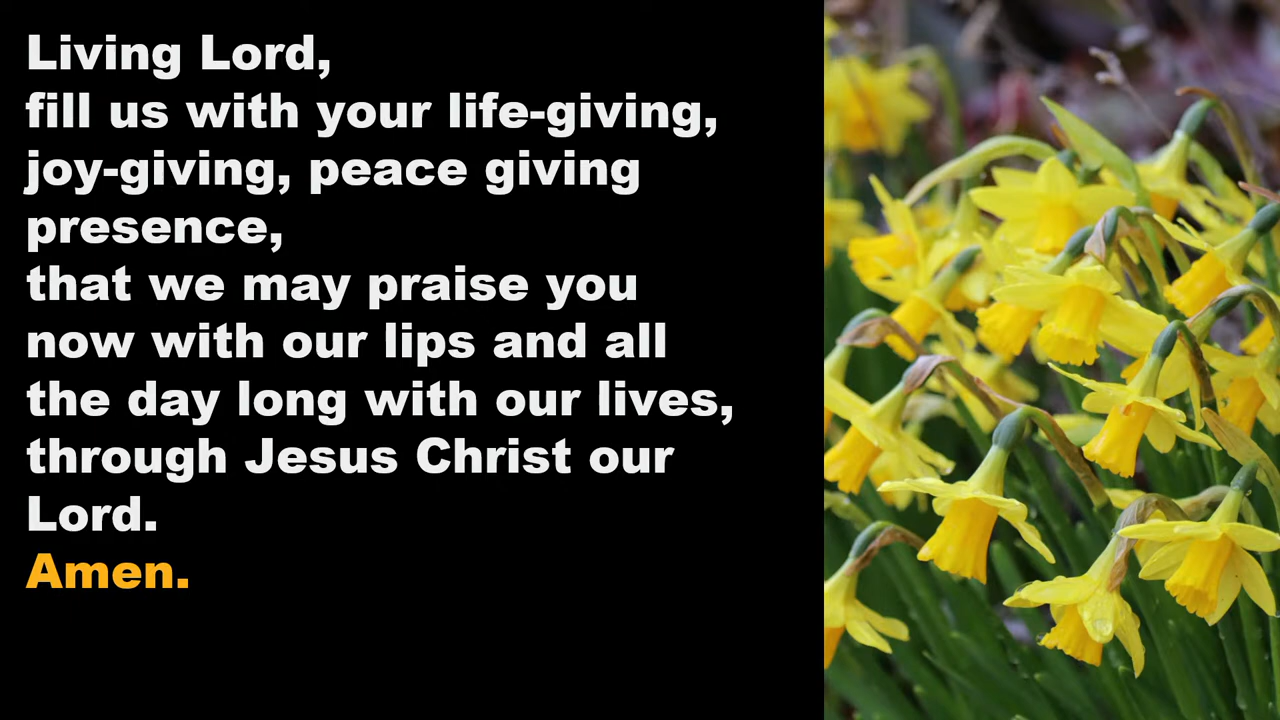 Living Lord,
fill us with your life-giving,
joy-giving, peace giving
presence,
that we may praise you
now with our lips and all
the day long with our lives,
through Jesus Christ our
Lord.
Amen.